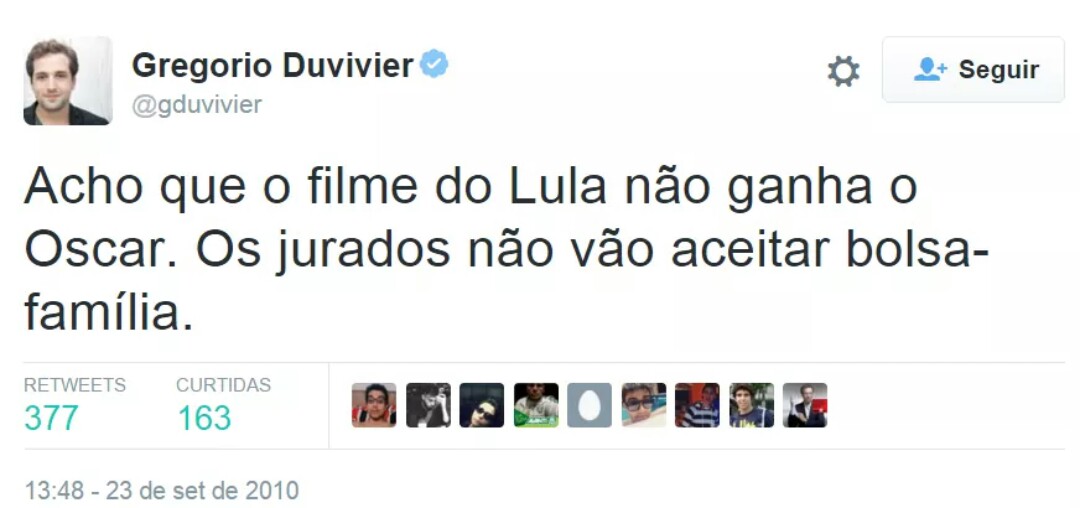 Gregorio Duvivier
@gduvivier
Seguir
Acho que o filme do Lula não ganha o
Oscar. Os jurados não vão aceitar bolsa-
família.
RETWEETS CURTIDAS
377 163
13:48 - 23 de set de 2010